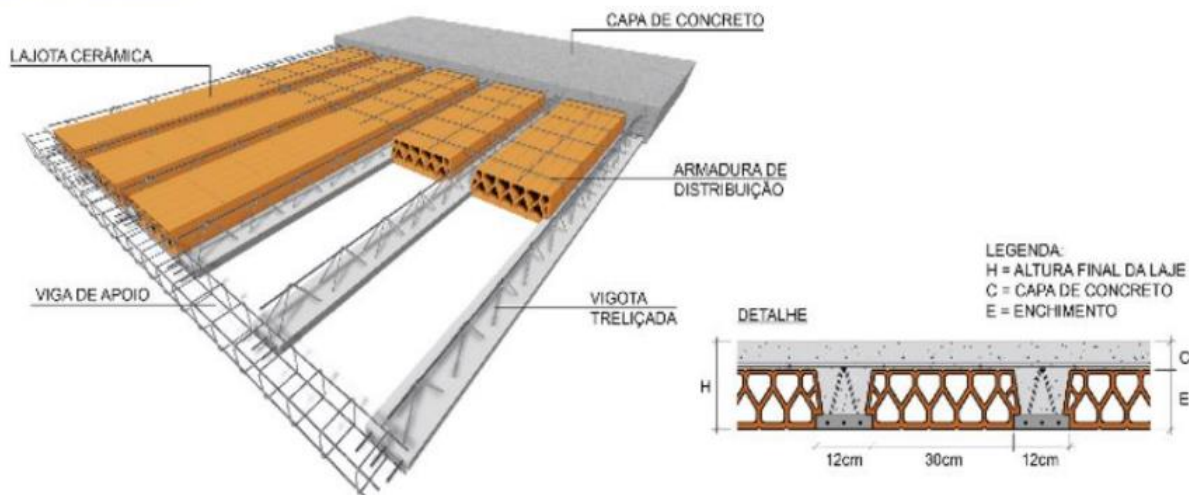 CAPA DE CONCRETO
LAJOTA CERÂMICA
ARMADURA DE
DISTRIBUIÇÃO
VIGA DE APOIO
VIGOTA
TRELIÇADA
LEGENDA:
H = ALTURA FINAL DA LAJE
C = CAPA DE CONCRETO
E = ENCHIMENTO
DETALHE
H
C
E
12cm
30cm
12cm